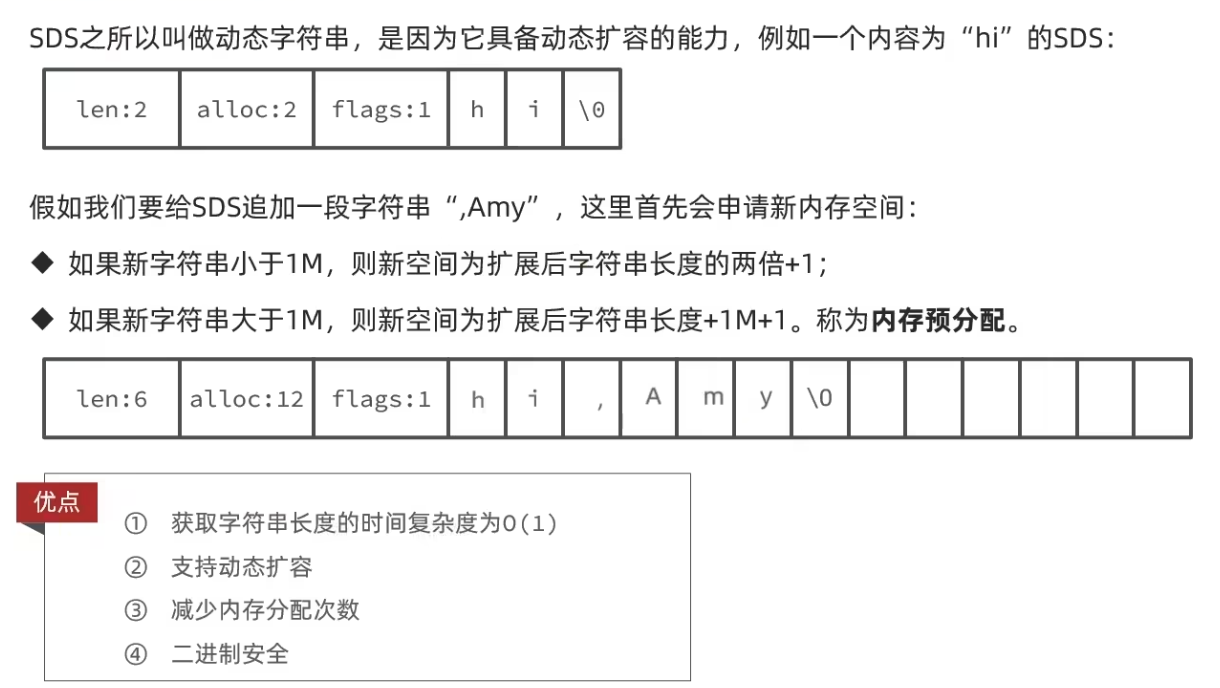 SDS之所以叫做动态字符串，是因为它具备动态扩容的能力，例如一个内容为“hi”的SDS：
len:2 alloc:2 flags:1 h i \0
假如我们要给SDS追加一段字符串“,Amy”，这里首先会申请新内存空间：
◆ 如果新字符串小于1M，则新空间为扩展后字符串长度的两倍+1；
◆ 如果新字符串大于1M，则新空间为扩展后字符串长度+1M+1。称为内存预分配。
len:6 alloc:12 flags:1 h i , A m y \0
优点
① 获取字符串长度的时间复杂度为O(1)
② 支持动态扩容
③ 减少内存分配次数
④ 二进制安全